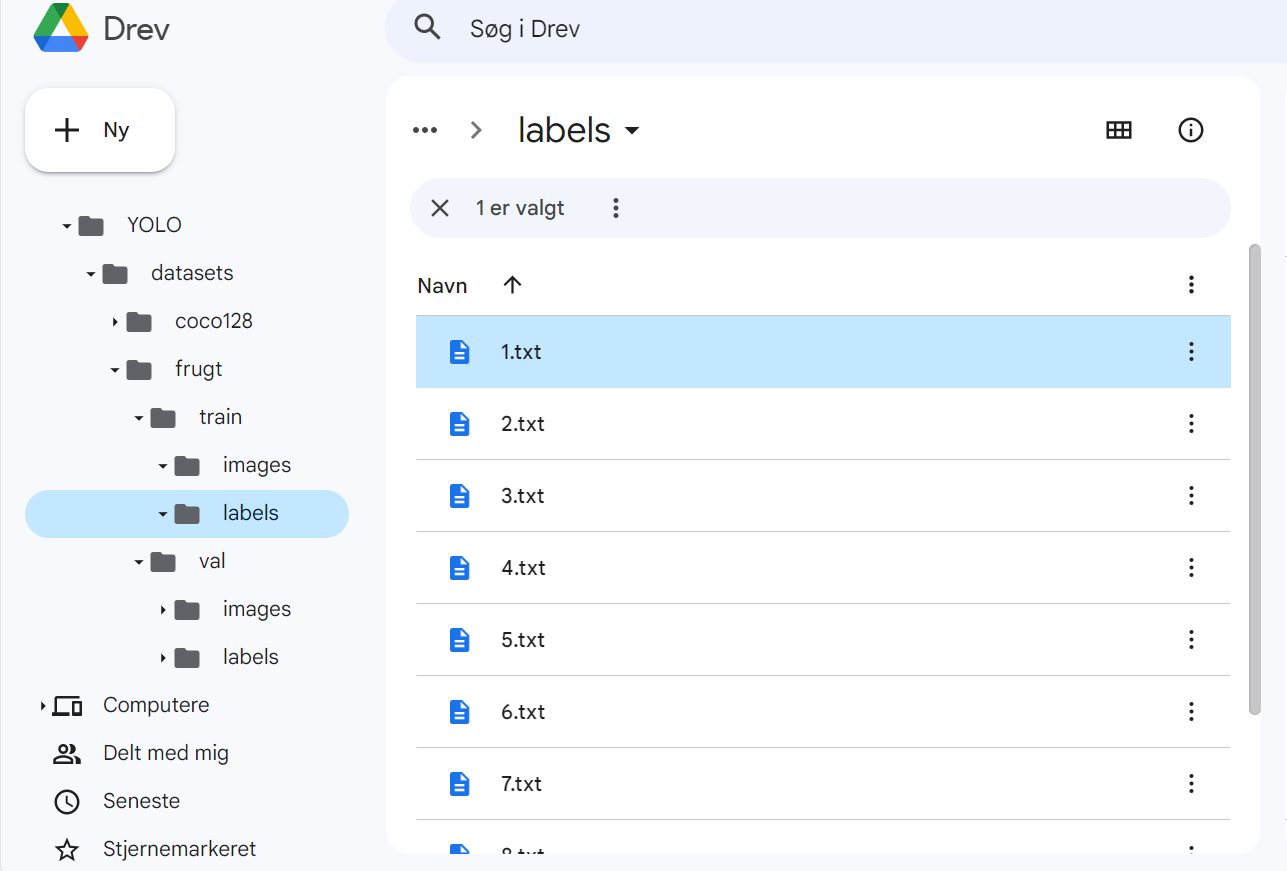 Drev
Søg i Drev
Ny
YOLO
datasets
coco128
frugt
train
images
labels
val
images
labels
Computere
Delt med mig
Seneste
Stjernemarkeret
labels
1 er valgt
Navn
1.txt
2.txt
3.txt
4.txt
5.txt
6.txt
7.txt
8.txt